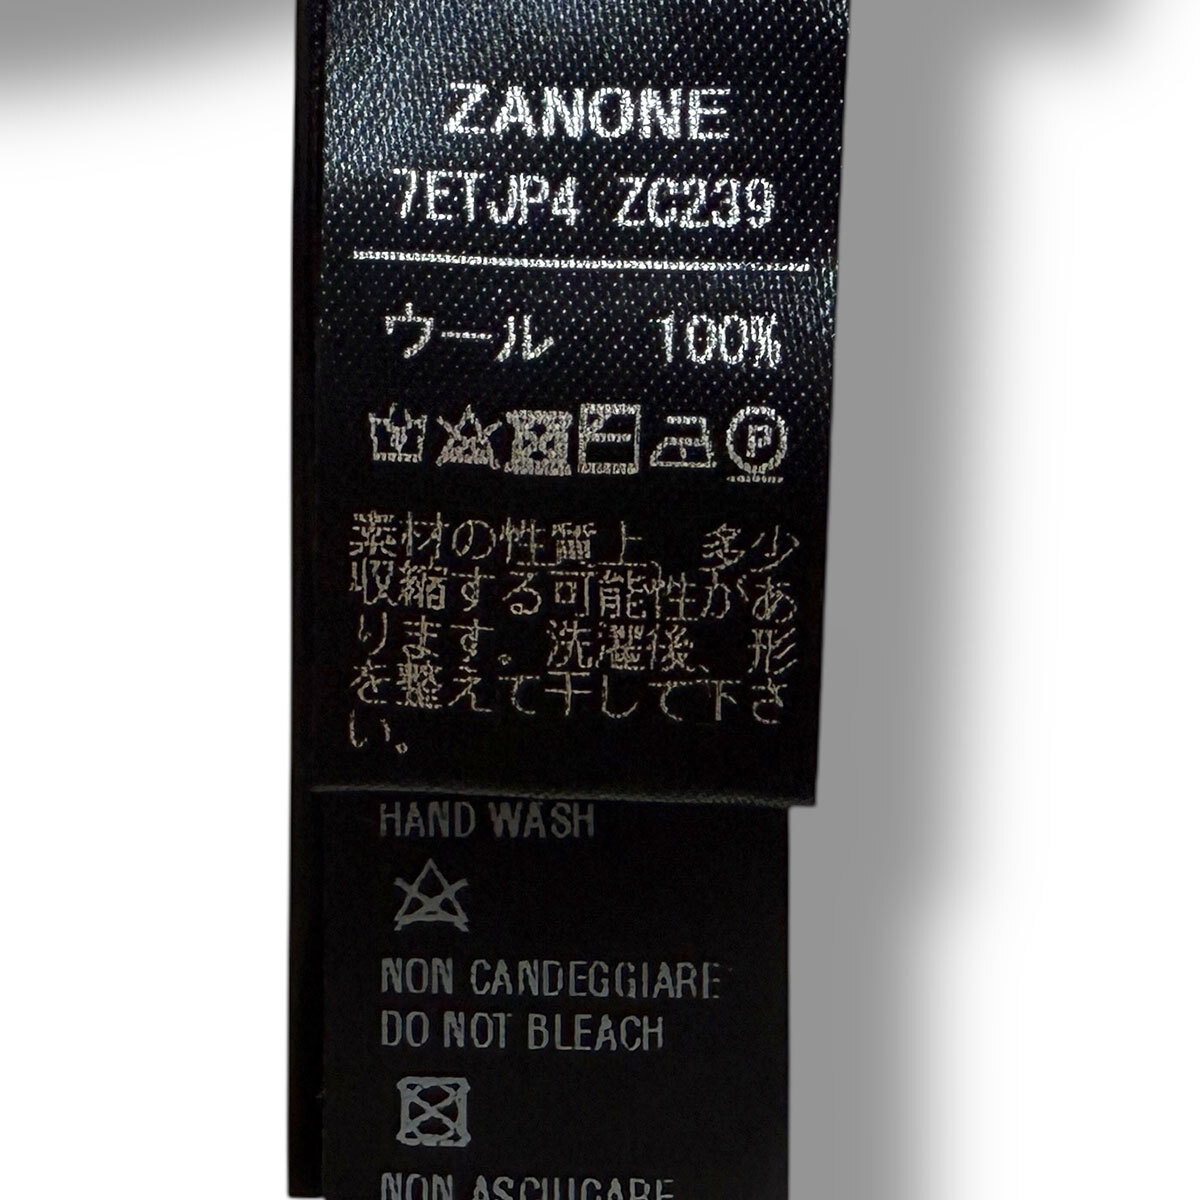 ZANONE
7ETJP4 ZC239
ウール 100%
P
素材の性質上、多少
収縮する可能性があ
ります。洗濯後、形
を整えて干して下さ
い。
HAND WASH
NON CANDEGGIARE
DO NOT BLEACH
NON ASCIUGARE